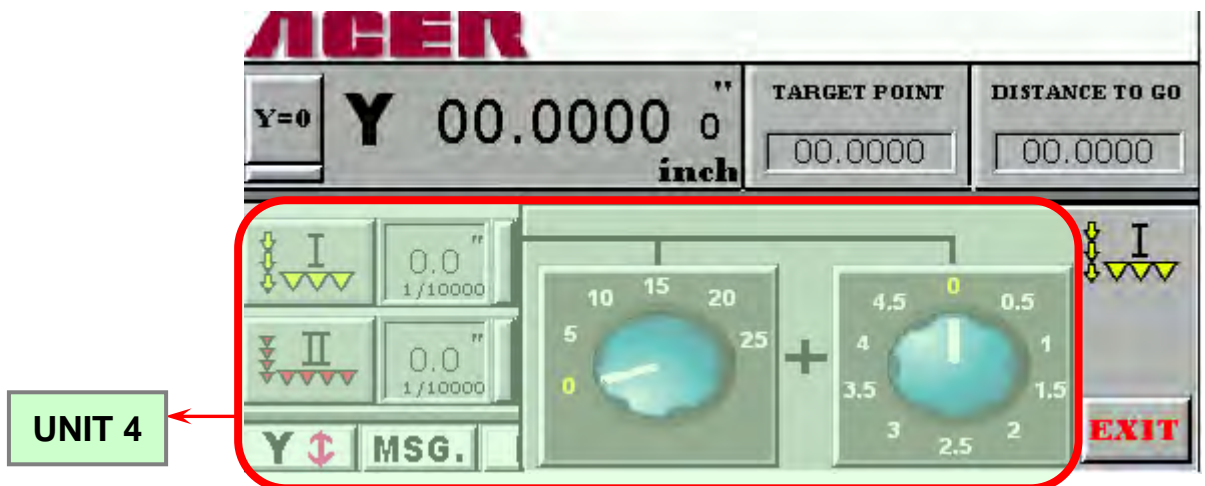 ACER
Y=0
Y 00.0000 "
0
inch
TARGET POINT
00.0000
DISTANCE TO GO
00.0000
I
0.0 "
1/10000
II
0.0 "
1/10000
Y
MSG.
0
5
10
15
20
25
+
0
0.5
1
1.5
2
2.5
3
3.5
4
4.5
I
EXIT
UNIT 4